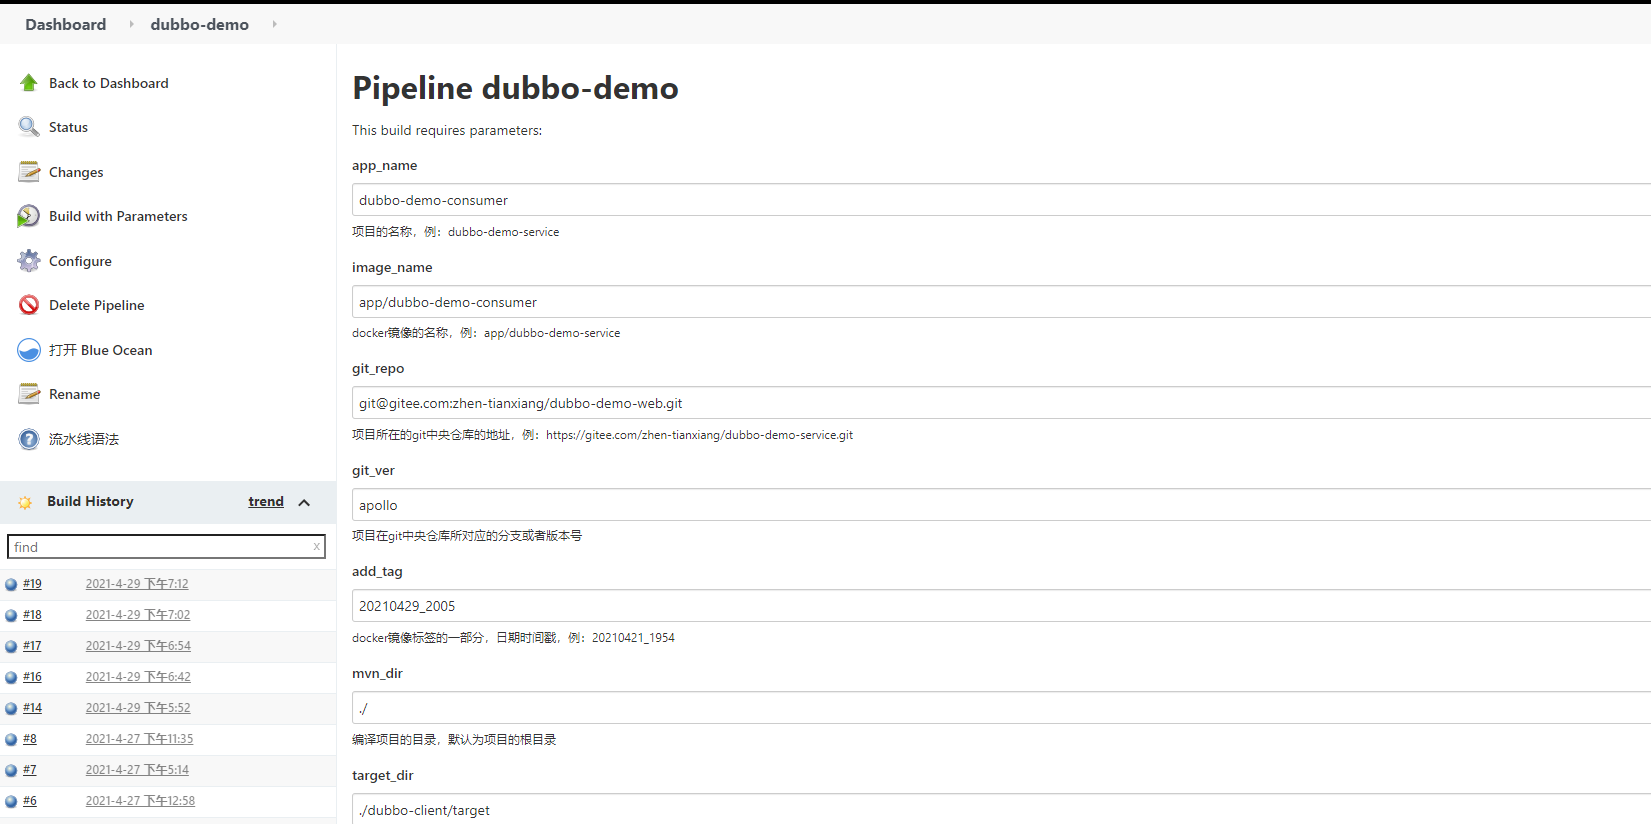 Dashboard dubbo-demo
Back to Dashboard
Status
Changes
Build with Parameters
Configure
Delete Pipeline
打开 Blue Ocean
Rename
流水线语法
Build History trend
find x
#19 2021-4-29 下午7:12
#18 2021-4-29 下午7:02
#17 2021-4-29 下午6:54
#16 2021-4-29 下午6:42
#14 2021-4-29 下午5:52
#8 2021-4-27 下午11:35
#7 2021-4-27 下午5:14
#6 2021-4-27 下午12:58
Pipeline dubbo-demo
This build requires parameters:
app_name
dubbo-demo-consumer
项目的名称，例：dubbo-demo-service
image_name
app/dubbo-demo-consumer
docker镜像的名称，例：app/dubbo-demo-service
git_repo
git@gitee.com:zhen-tianxiang/dubbo-demo-web.git
项目所在的git中央仓库的地址，例：https://gitee.com/zhen-tianxiang/dubbo-demo-service.git
git_ver
apollo
项目在git中央仓库所对应的分支或者版本号
add_tag
20210429_2005
docker镜像标签的一部分，日期时间戳，例：20210421_1954
mvn_dir
./
编译项目的目录，默认为项目的根目录
target_dir
./dubbo-client/target